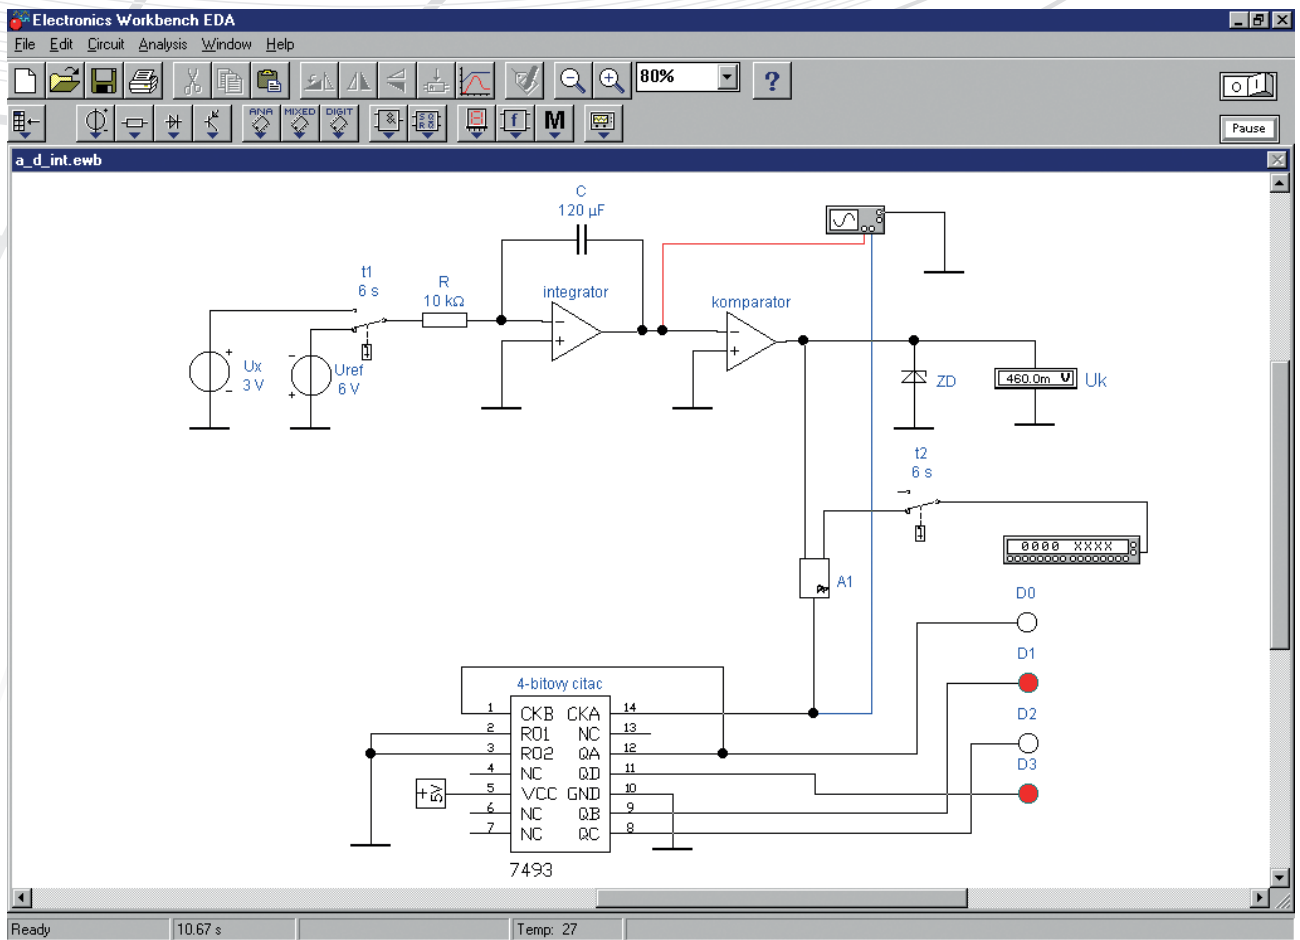 Electronics Workbench EDA
File Edit Circuit Analysis Window Help
80%
?
O I
ANA MIXED DIGIT
&
f M
Pause
a_d_int.ewb
C
120 µF
t1
6 s
R
10 kΩ
integrator
komparator
Ux
3 V
Uref
6 V
ZD
460.0m V
Uk
t2
6 s
0000 XXXX
A1
D0
D1
D2
D3
4-bitovy citac
1 CKB CKA 14
2 R01 NC 13
3 R02 QA 12
4 NC QD 11
5 VCC GND 10
6 NC QB 9
7 NC QC 8
+ 5V
7493
Ready 10.67 s Temp: 27